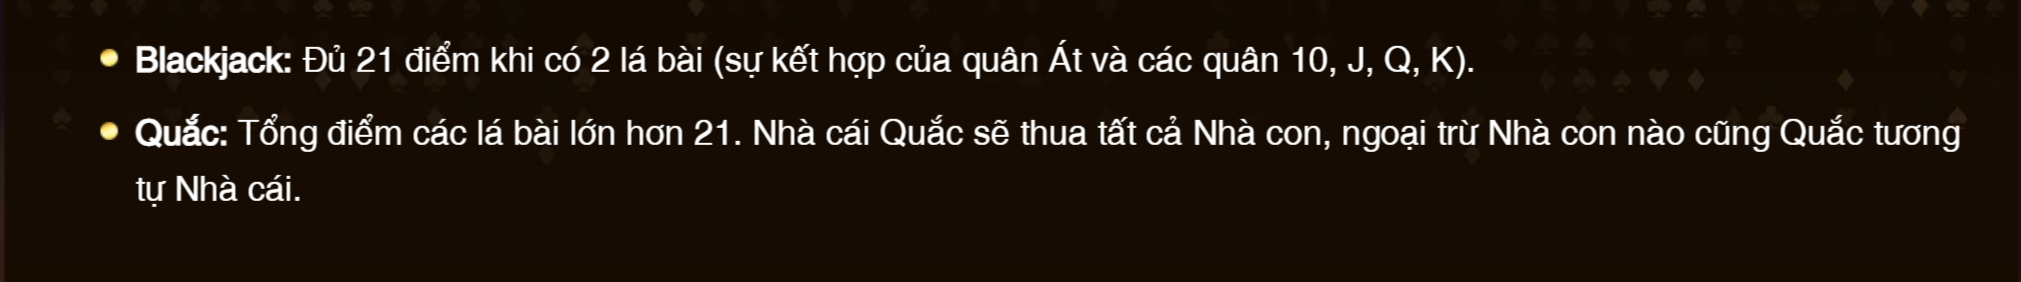 Blackjack: Đủ 21 điểm khi có 2 lá bài (sự kết hợp của quân Át và các quân 10, J, Q, K).
Quắc: Tổng điểm các lá bài lớn hơn 21. Nhà cái Quắc sẽ thua tất cả Nhà con, ngoại trừ Nhà con nào cũng Quắc tương
tự Nhà cái.